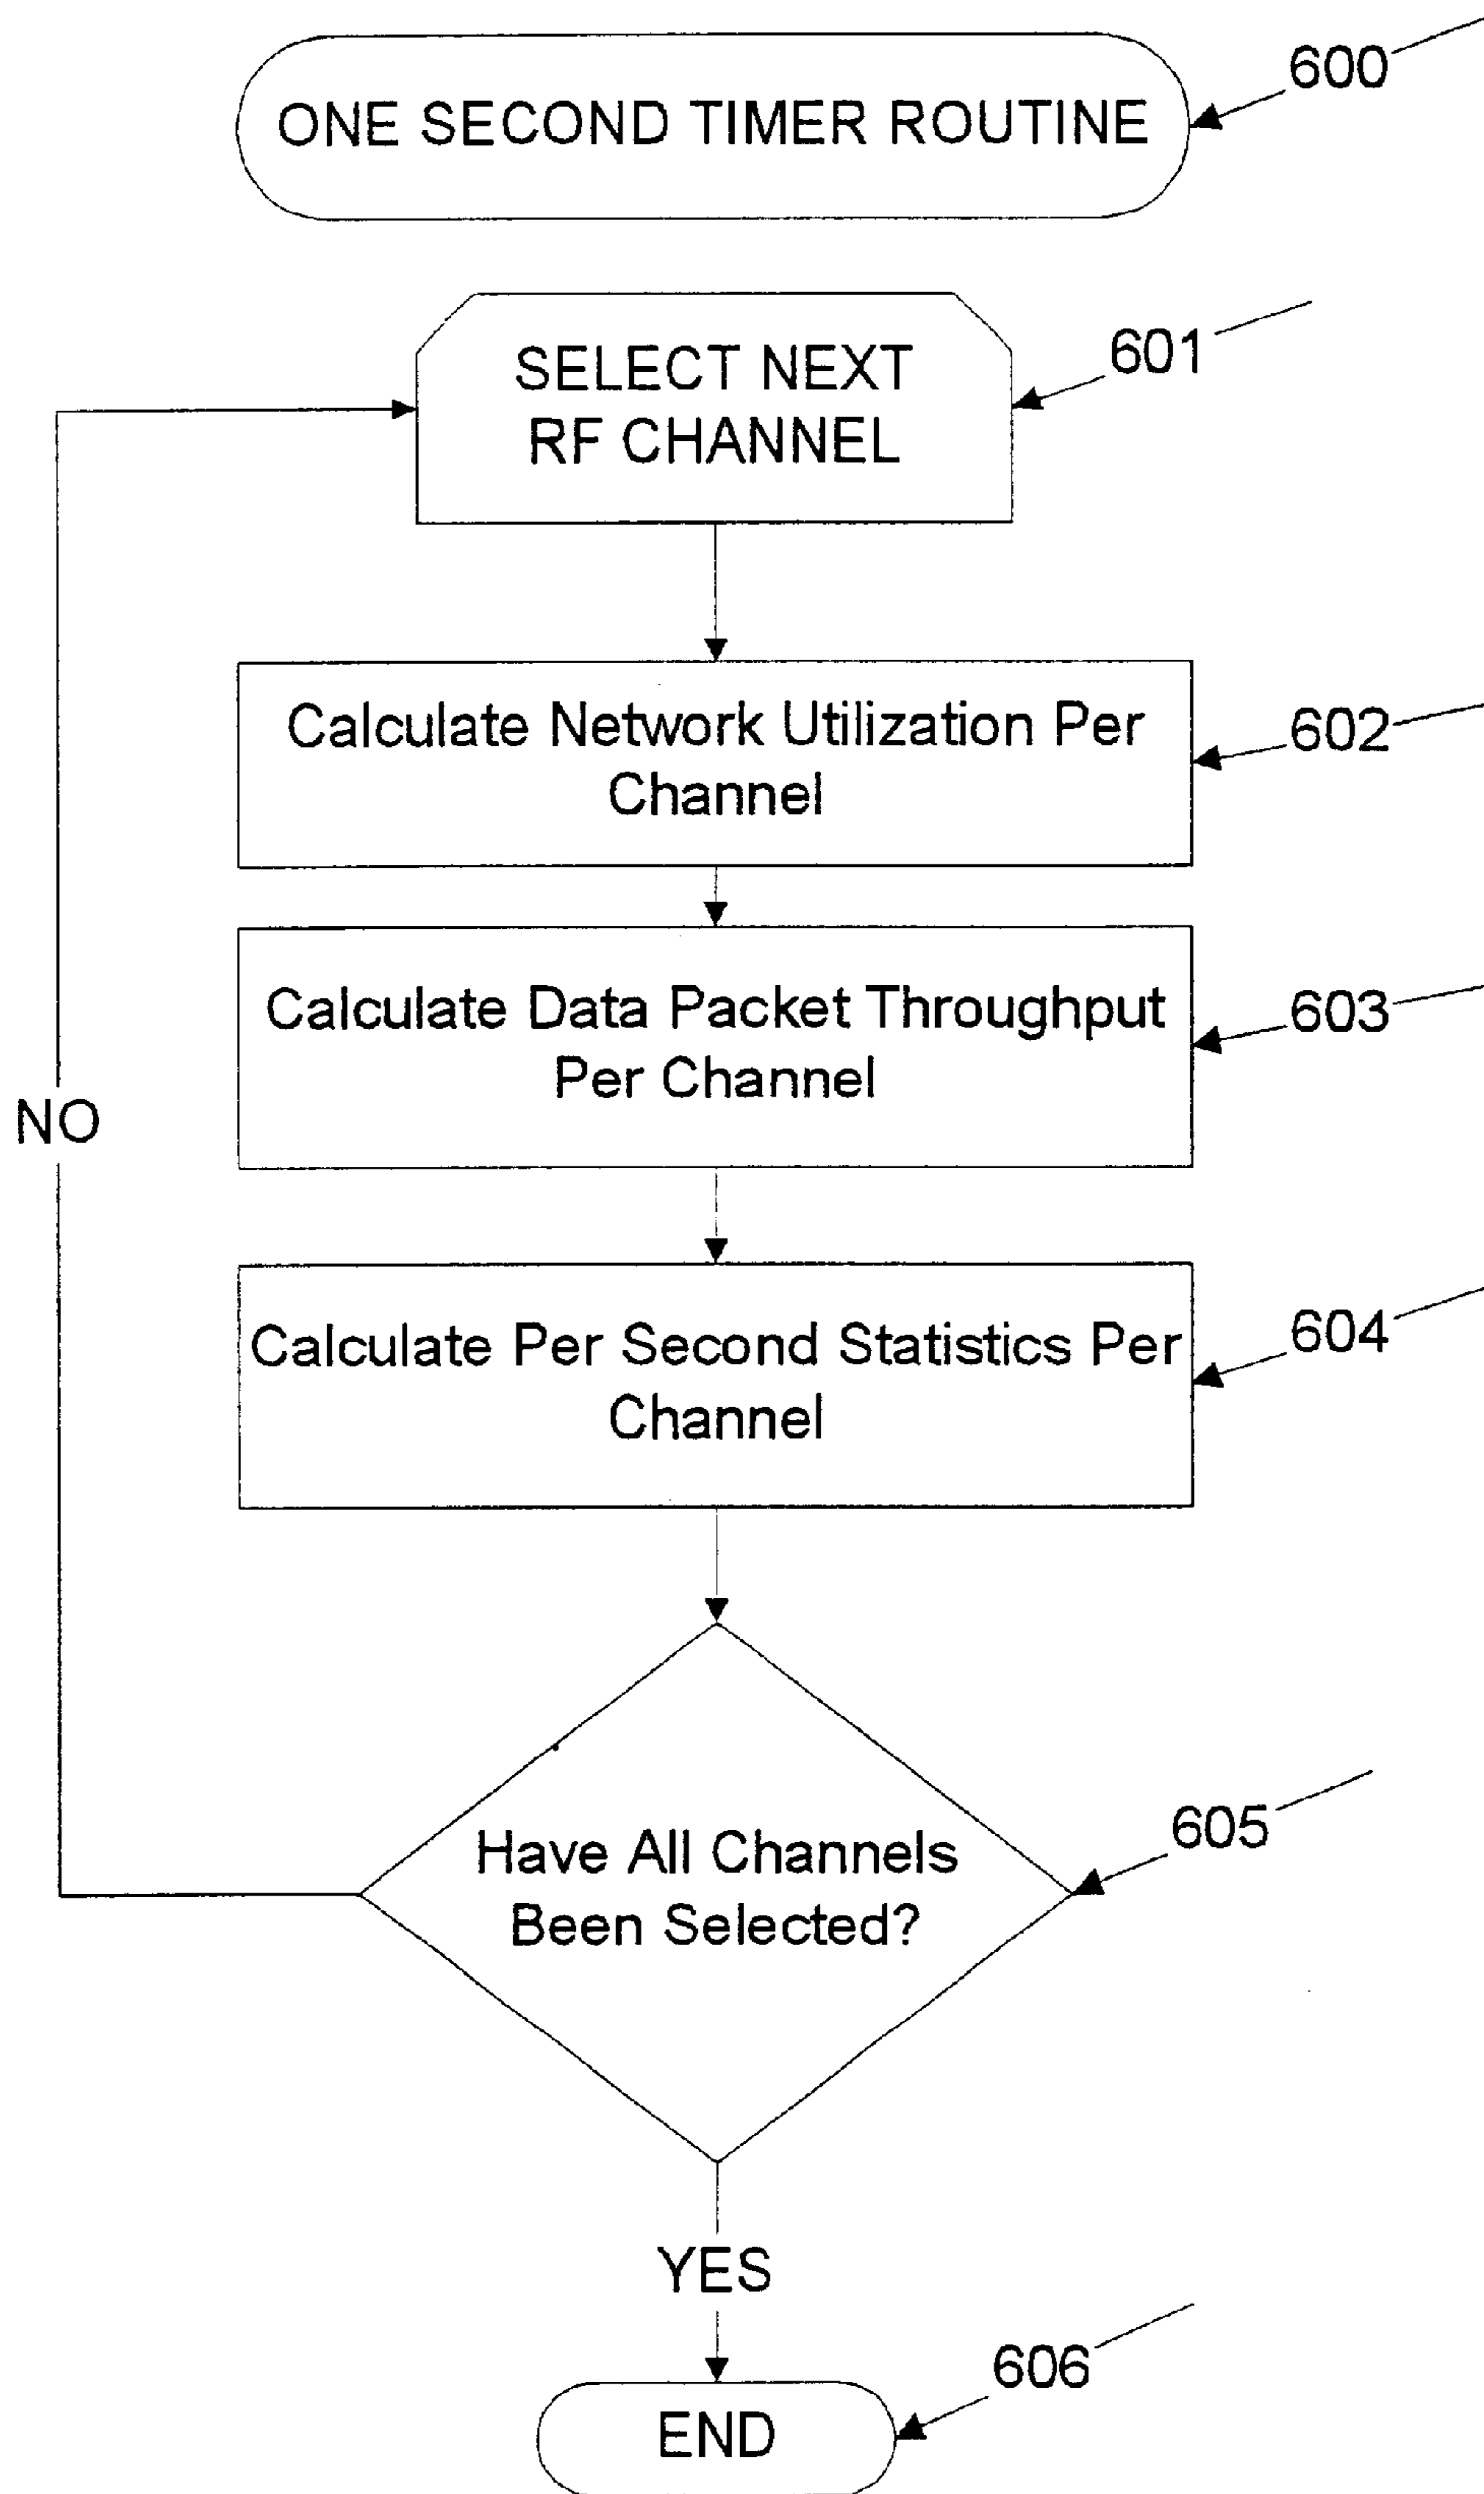 ONE SECOND TIMER ROUTINE
600
SELECT NEXT
RF CHANNEL
601
Calculate Network Utilization Per
Channel
602
Calculate Data Packet Throughput
Per Channel
603
NO
Calculate Per Second Statistics Per
Channel
604
Have All Channels
Been Selected?
605
YES
606
END